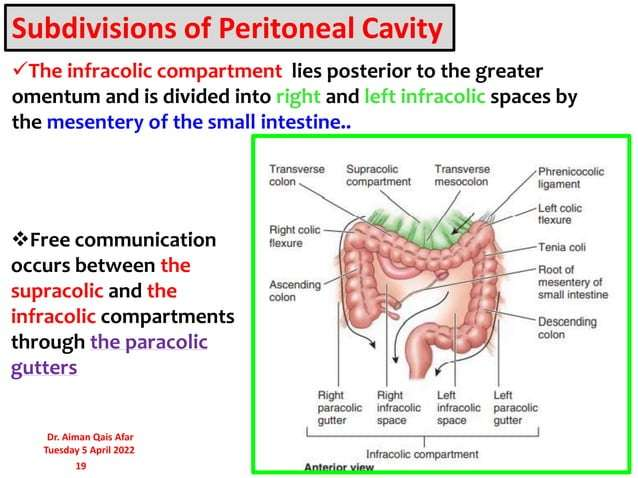 Subdivisions of Peritoneal Cavity
✓The infracolic compartment lies posterior to the greater
omentum and is divided into right and left infracolic spaces by
the mesentery of the small intestine..
❖Free communication
occurs between the
supracolic and the
infracolic compartments
through the paracolic
gutters
Transverse
colon
Supracolic
compartment
Transverse
mesocolon
Phrenicocolic
ligament
Left colic
flexure
Right colic
flexure
Tenia coli
Root of
mesentery of
small intestine
Ascending
colon
Descending
colon
Right
paracolic
gutter
Right
infracolic
space
Left
infracolic
space
Left
paracolic
gutter
Infracolic compartment
Anterior view
Dr. Aiman Qais Afar
Tuesday 5 April 2022
19